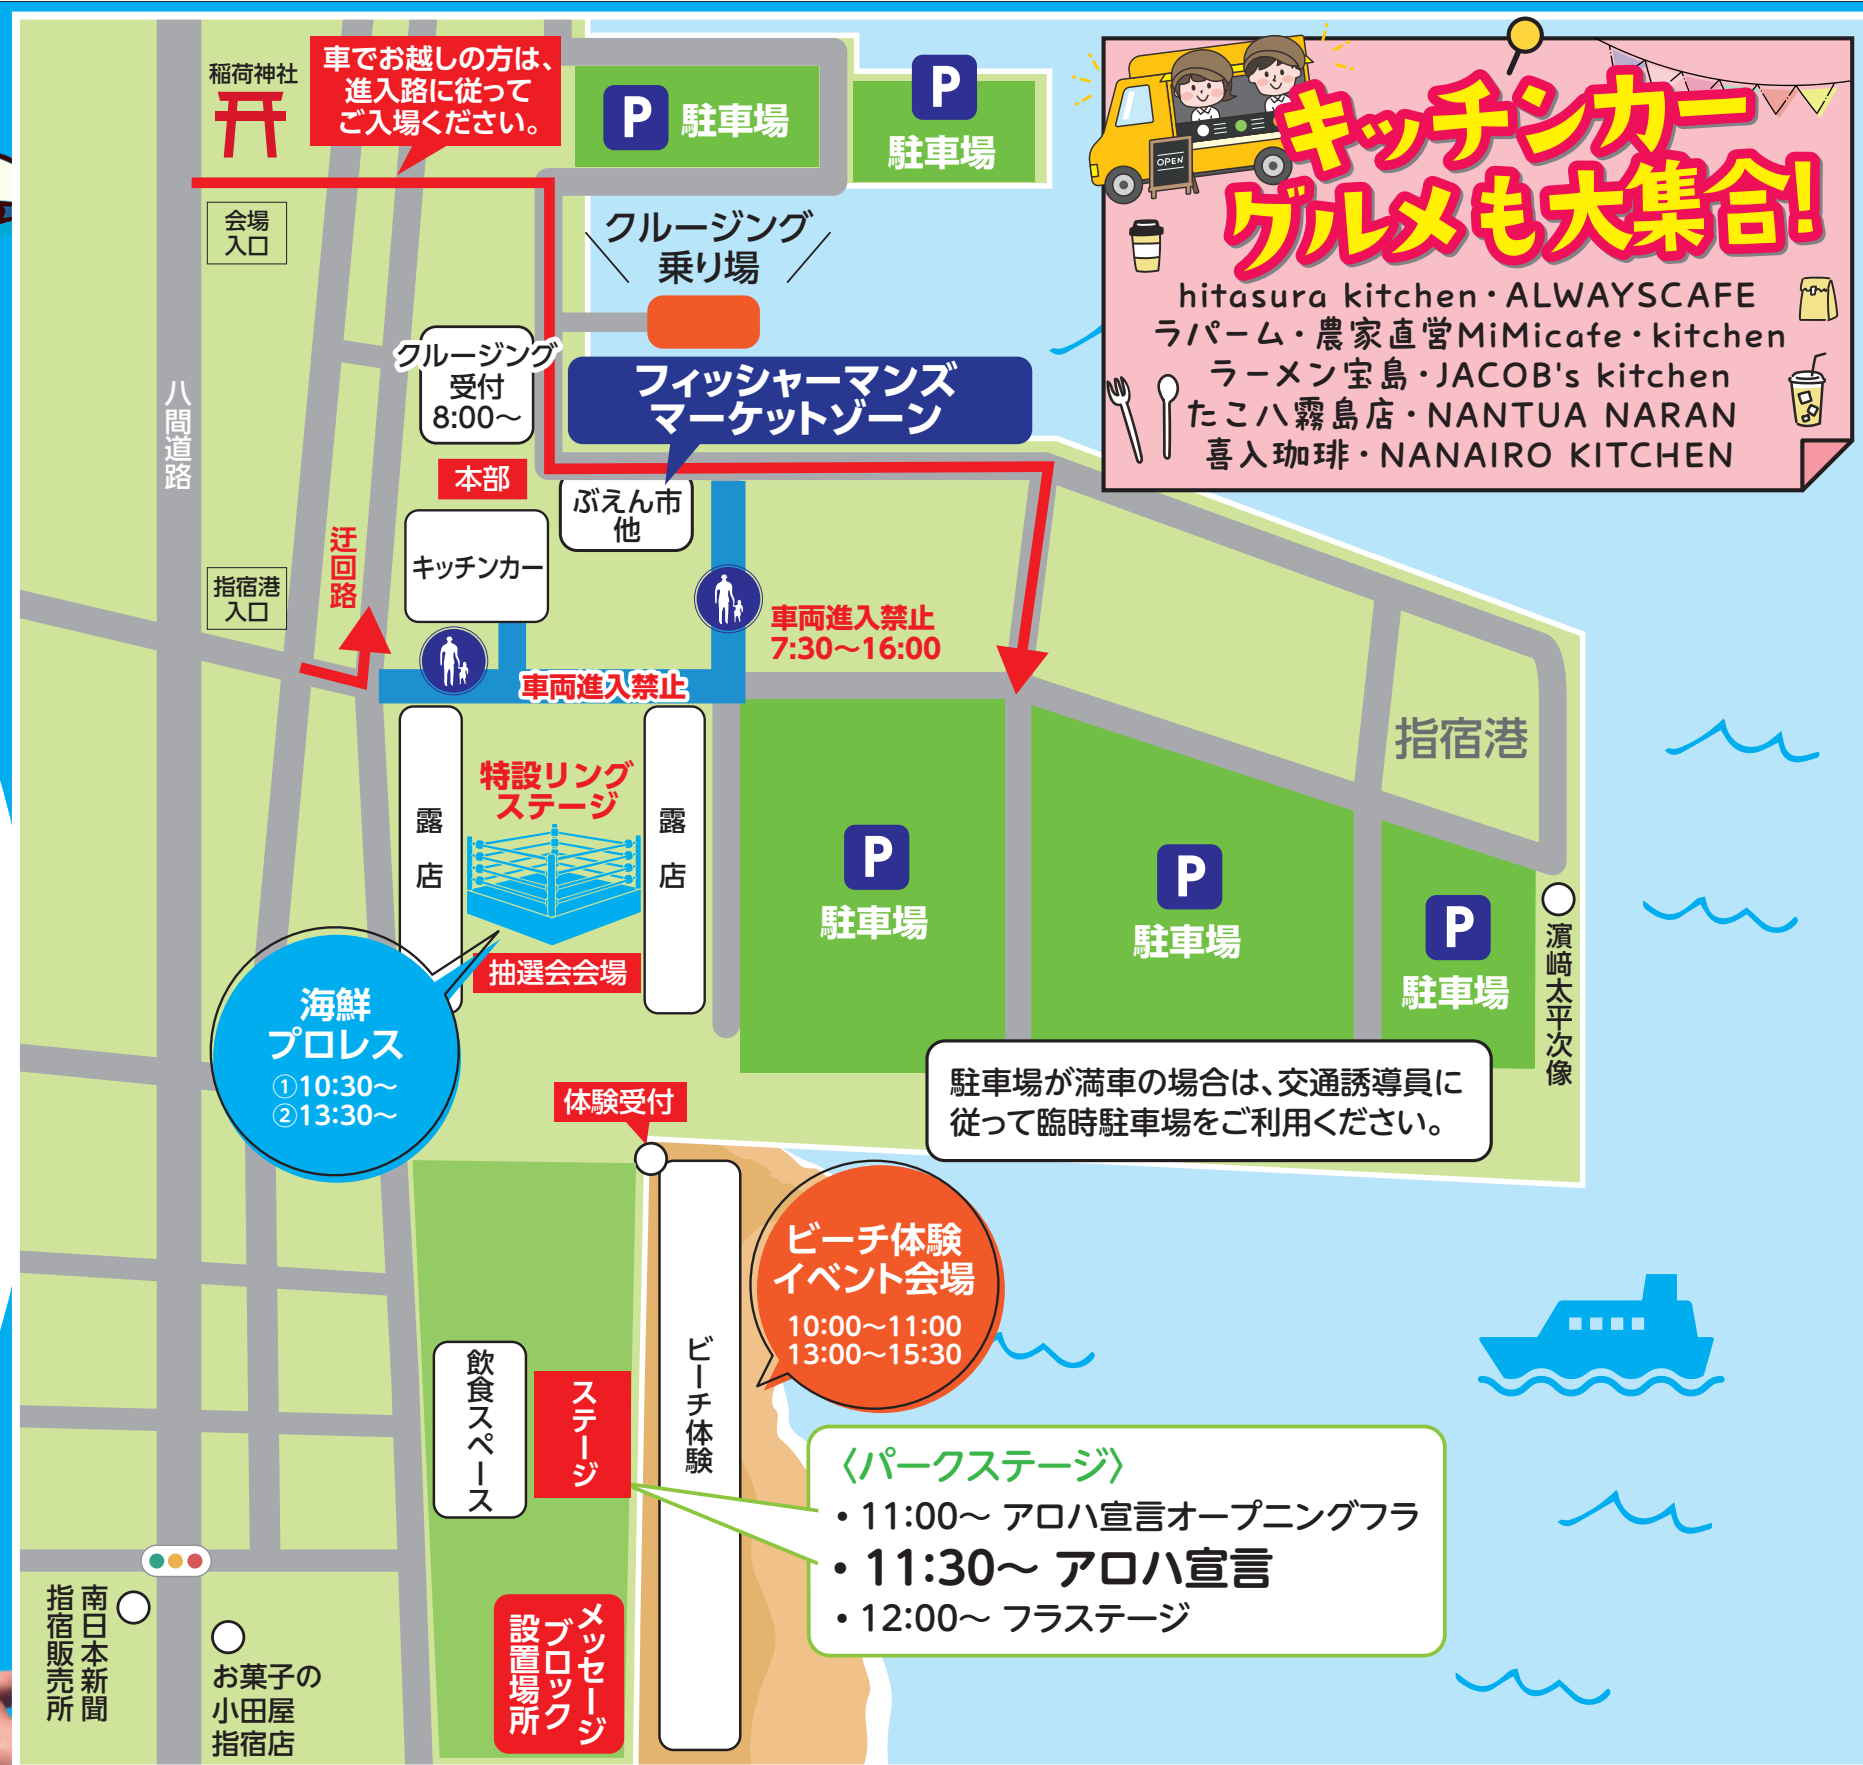 稲荷神社
車でお越しの方は、
進入路に従って
ご入場ください。
P 駐車場
P
駐車場
キッチンカー
グルメも大集合!
OPEN
hitasura kitchen・ALWAYSCAFE
ラパーム・農家直営MiMicafe・kitchen
ラーメン宝島・JACOB's kitchen
たこ八霧島店・NANTUA NARAN
喜入珈琲・NANAIRO KITCHEN
会場
入口
クルージング
乗り場
クルージング
受付
8:00〜
フィッシャーマンズ
マーケットゾーン
八間道路
本部
ぶえん市
他
キッチンカー
迂回路
指宿港
入口
車両進入禁止
7:30〜16:00
車両進入禁止
指宿港
露店
特設リング
ステージ
露店
抽選会会場
P
駐車場
P
駐車場
P
駐車場
濵﨑太平次像
海鮮
プロレス
①10:30〜
②13:30〜
駐車場が満車の場合は、交通誘導員に
従って臨時駐車場をご利用ください。
体験受付
ビーチ体験
イベント会場
10:00〜11:00
13:00〜15:30
ビーチ体験
飲食スペース
ステージ
〈パークステージ〉
・11:00〜 アロハ宣言オープニングフラ
・11:30〜 アロハ宣言
・12:00〜 フラステージ
メッセージ
ブロック
設置場所
南日本新聞
指宿販売所
お菓子の
小田屋
指宿店